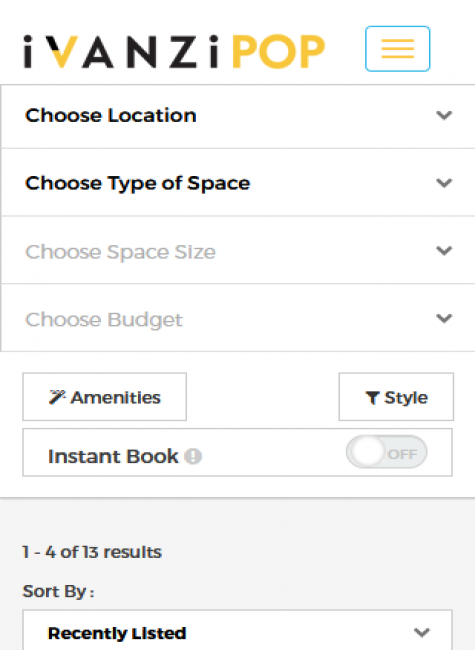 iVANZiPOP
Choose Location
Choose Type of Space
Choose Space Size
Choose Budget
Amenities
Style
Instant Book
OFF
1 - 4 of 13 results
Sort By :
Recently Listed